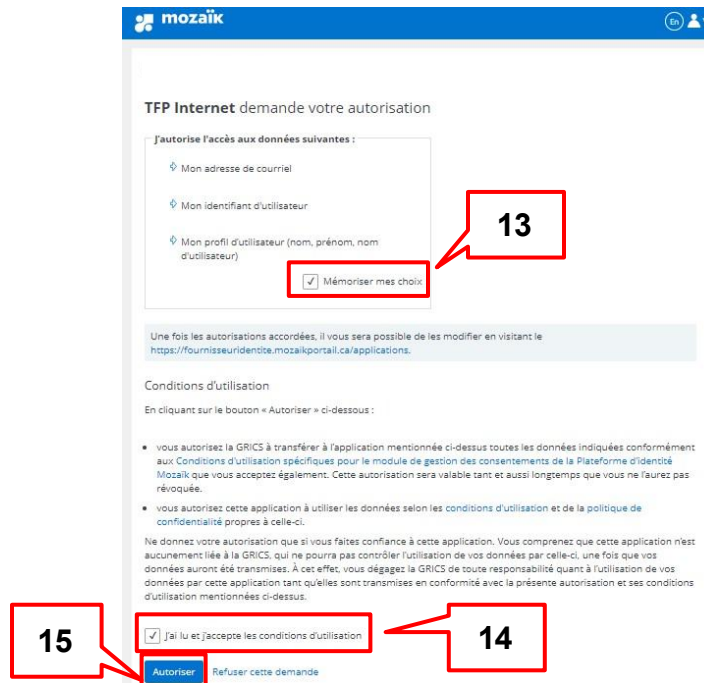 mozaïk
En
TFP Internet demande votre autorisation
J'autorise l'accès aux données suivantes :
Mon adresse de courriel
Mon identifiant d'utilisateur
Mon profil d'utilisateur (nom, prénom, nom
d'utilisateur)
13
Mémoriser mes choix
Une fois les autorisations accordées, il vous sera possible de les modifier en visitant le
https://fournisseuridentite.mozaikportail.ca/applications.
Conditions d'utilisation
En cliquant sur le bouton « Autoriser » ci-dessous :
vous autorisez la GRICS à transférer à l'application mentionnée ci-dessus toutes les données indiquées conformément
aux Conditions d'utilisation spécifiques pour le module de gestion des consentements de la Plateforme d'identité
Mozaïk que vous acceptez également. Cette autorisation sera valable tant et aussi longtemps que vous ne l'aurez pas
révoquée.
vous autorisez cette application à utiliser les données selon les conditions d'utilisation et de la politique de
confidentialité propres à celle-ci.
Ne donnez votre autorisation que si vous faites confiance à cette application. Vous comprenez que cette application n'est
aucunement liée à la GRICS, qui ne pourra pas contrôler l'utilisation de vos données par celle-ci, une fois que vos
données auront été transmises. À cet effet, vous dégagez la GRICS de toute responsabilité quant à l'utilisation de vos
données par cette application tant qu'elles sont transmises en conformité avec la présente autorisation et ses conditions
d'utilisation mentionnées ci-dessus.
15
J'ai lu et j'accepte les conditions d'utilisation
14
Autoriser
Refuser cette demande